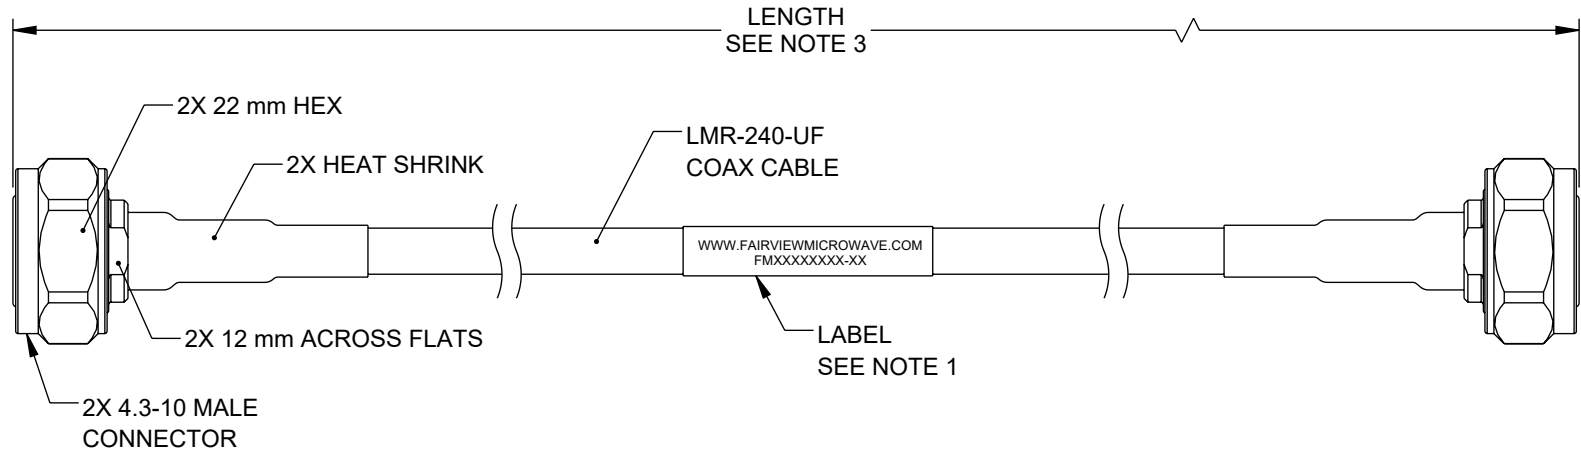 LENGTH
SEE NOTE 3
2X 22 mm HEX
2X HEAT SHRINK
LMR-240-UF
COAX CABLE
WWW.FAIRVIEWMICROWAVE.COM
FMXXXXXXXX-XX
2X 12 mm ACROSS FLATS
LABEL
SEE NOTE 1
2X 4.3-10 MALE
CONNECTOR